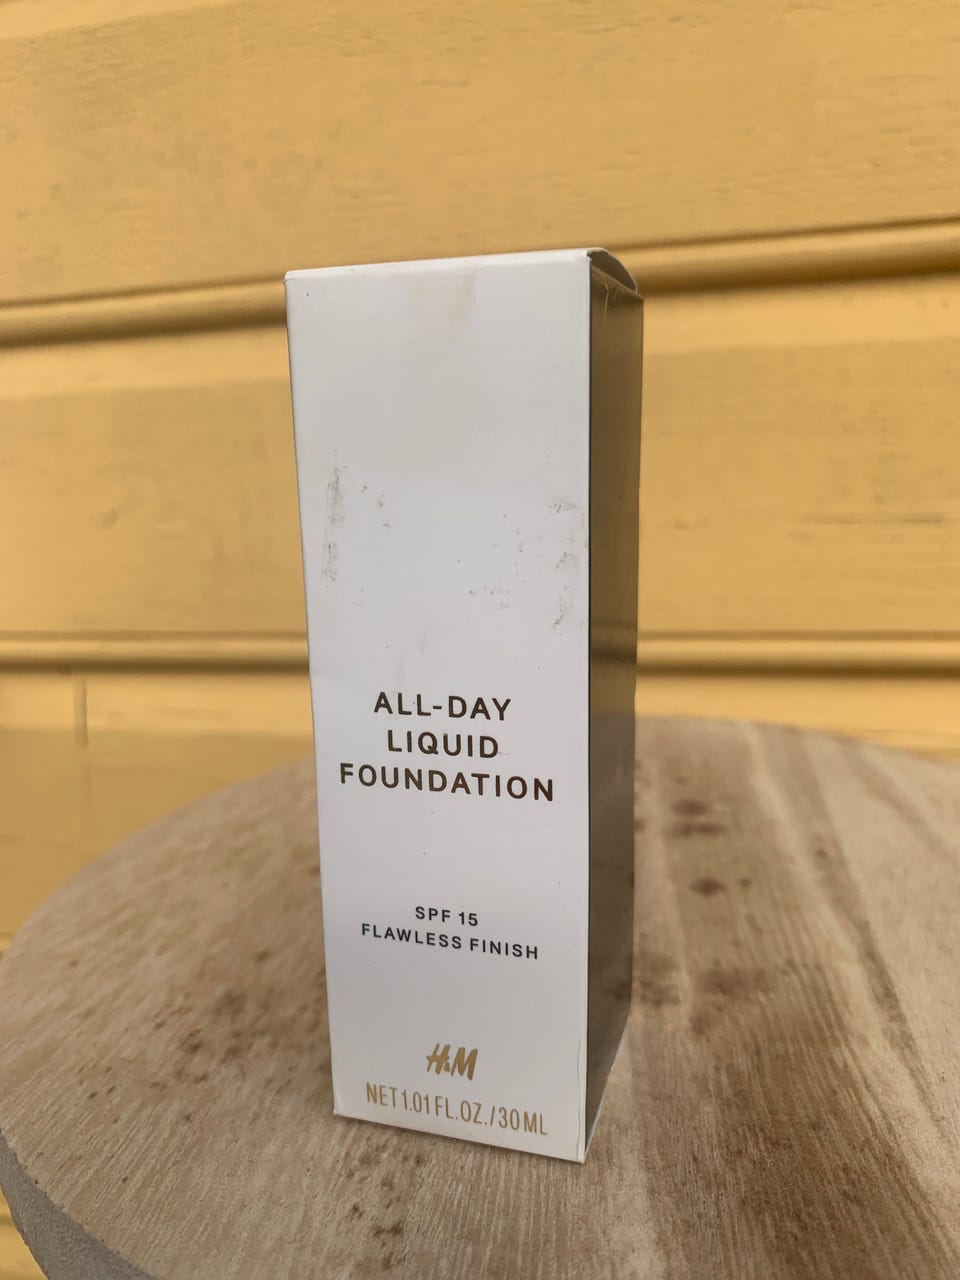 ALL-DAY
LIQUID
FOUNDATION
SPF 15
FLAWLESS FINISH
H&M
NET 1.01 FL.OZ./30 ML